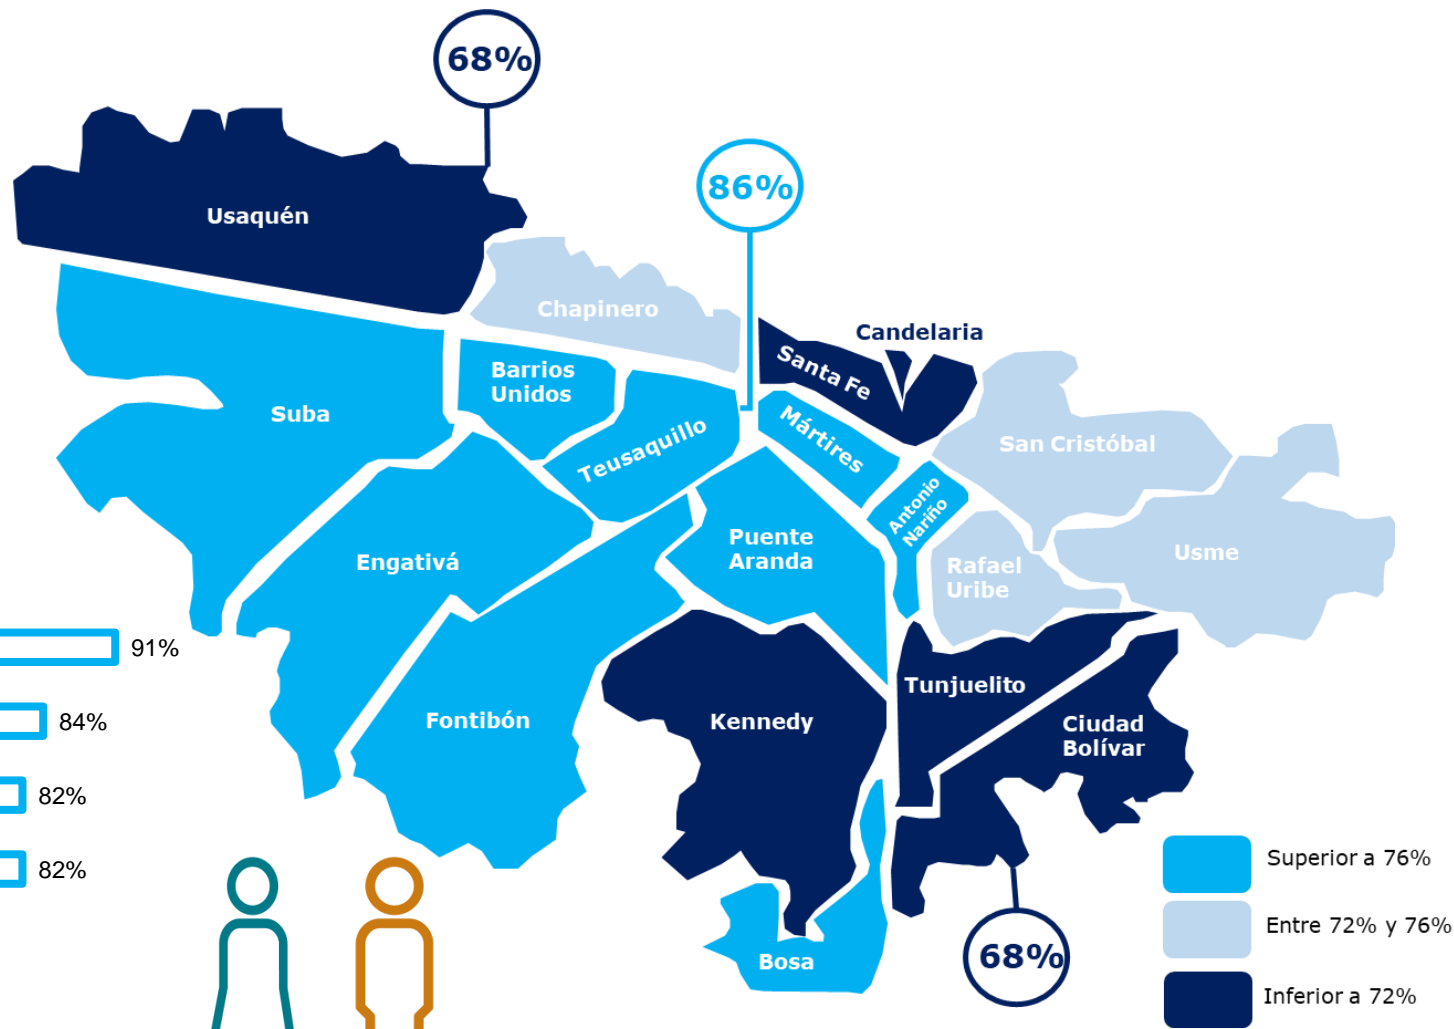 68%
86%
Usaquén
Chapinero
Candelaria
Santa Fe
Barrios
Unidos
Suba
Teusaquillo
Mártires
San Cristóbal
Antonio
Nariño
Puente
Aranda
Engativá
Rafael
Uribe
Usme
91%
84%
82%
82%
Fontibón
Kennedy
Tunjuelito
Ciudad
Bolívar
Bosa
68%
Superior a 76%
Entre 72% y 76%
Inferior a 72%